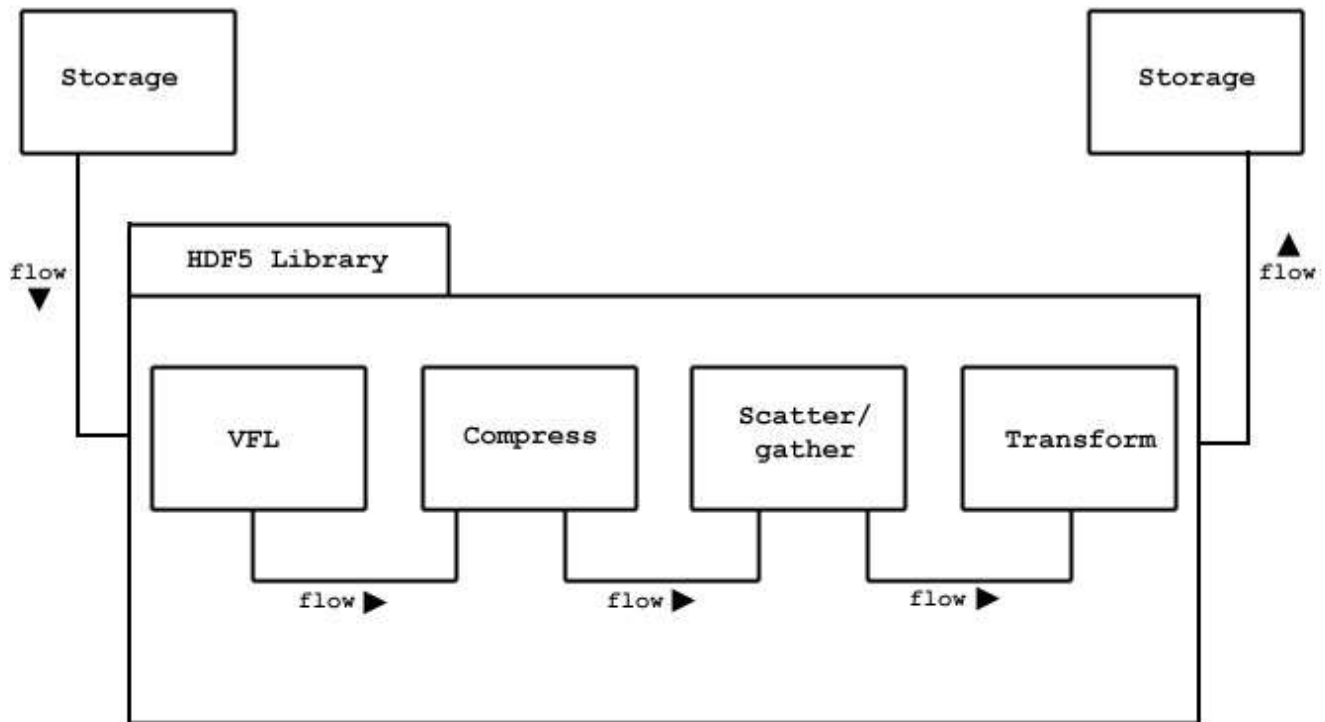 Storage
Storage
HDF5 Library
flow
flow
VFL
Compress
Scatter/
gather
Transform
flow
flow
flow